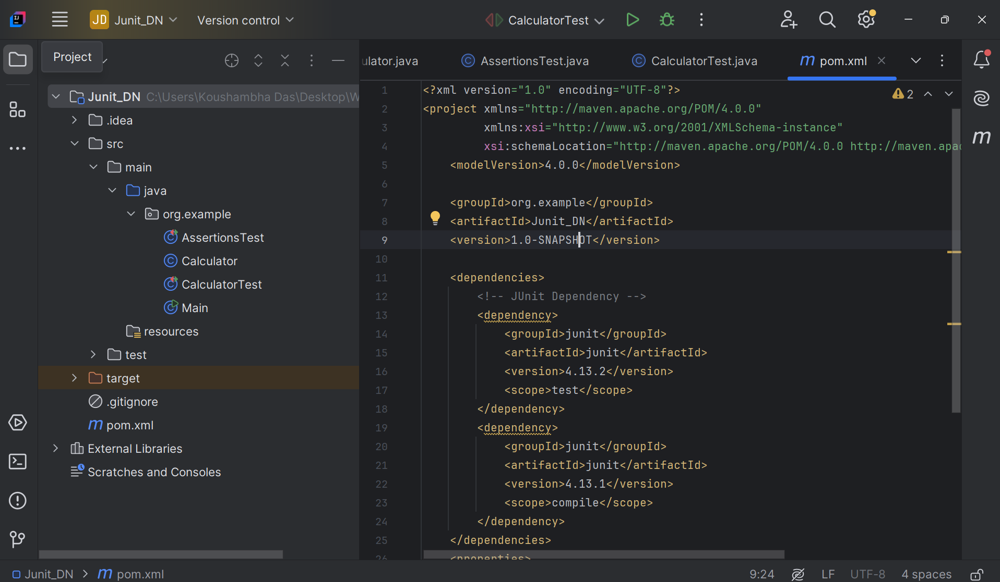 JD Junit_DN Version control CalculatorTest
Project
ulator.java AssertionsTest.java CalculatorTest.java m pom.xml
Junit_DN C:\Users\Koushambha Das\Desktop\W
.idea
src
main
java
org.example
AssertionsTest
Calculator
CalculatorTest
Main
resources
test
target
.gitignore
m pom.xml
External Libraries
Scratches and Consoles
2
1 <?xml version="1.0" encoding="UTF-8"?>
2 <project xmlns="http://maven.apache.org/POM/4.0.0"
3 xmlns:xsi="http://www.w3.org/2001/XMLSchema-instance"
4 xsi:schemaLocation="http://maven.apache.org/POM/4.0.0 http://maven.apac
5 <modelVersion>4.0.0</modelVersion>
6
7 <groupId>org.example</groupId>
8 <artifactId>Junit_DN</artifactId>
9 <version>1.0-SNAPSHOT</version>
10
11 <dependencies>
12 <!-- JUnit Dependency -->
13 <dependency>
14 <groupId>junit</groupId>
15 <artifactId>junit</artifactId>
16 <version>4.13.2</version>
17 <scope>test</scope>
18 </dependency>
19 <dependency>
20 <groupId>junit</groupId>
21 <artifactId>junit</artifactId>
22 <version>4.13.1</version>
23 <scope>compile</scope>
24 </dependency>
25 </dependencies>
26 <properties>
m
Junit_DN > m pom.xml 9:24 LF UTF-8 4 spaces